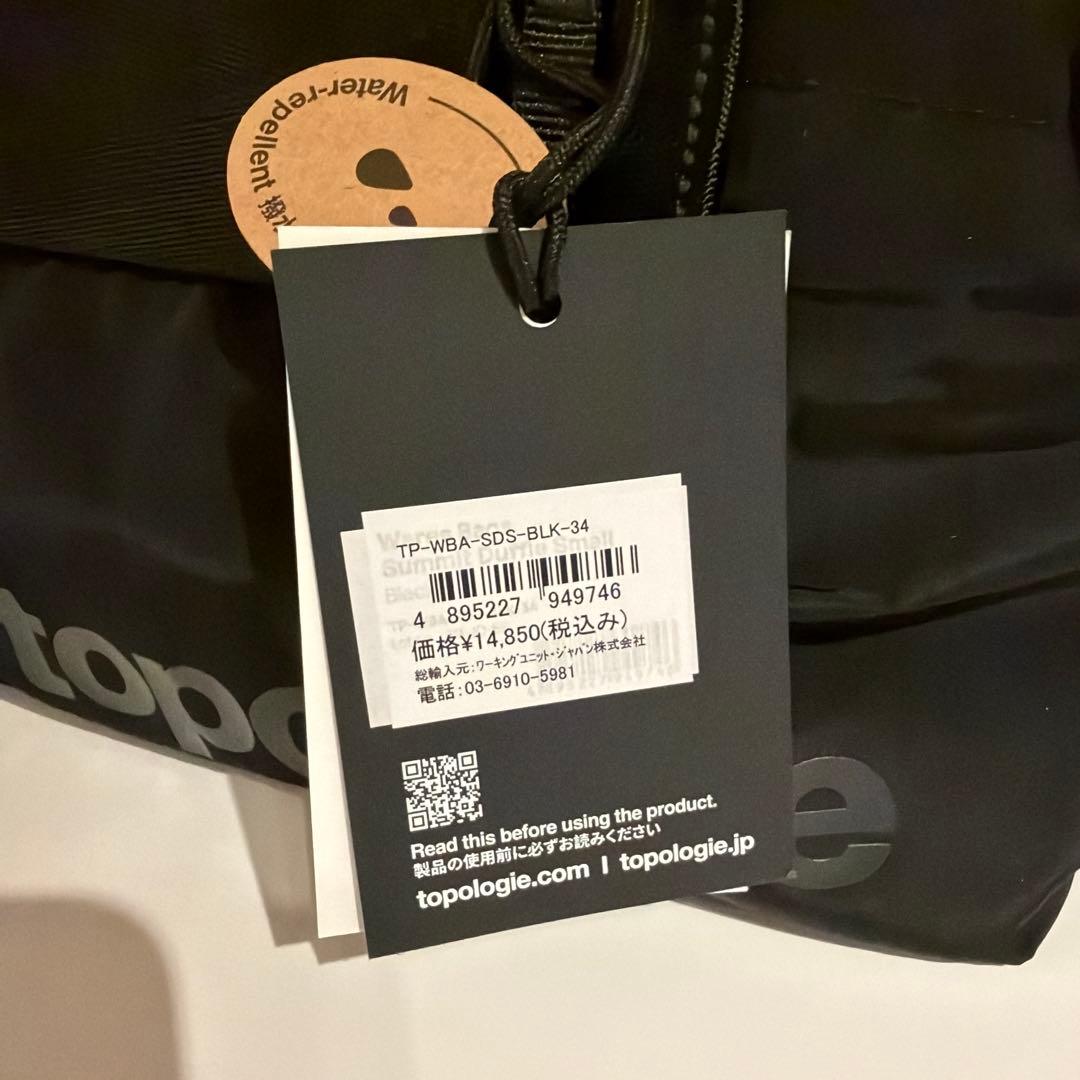 Water-repellent 撥水
TP-WBA-SDS-BLK-34
Summit Duffle Small
4 895227 949746
価格¥14,850(税込み)
総輸入元:ワーキングユニット・ジャパン株式会社
電話:03-6910-5981
Read this before using the product.
製品の使用前に必ずお読みください
topologie.com | topologie.jp
topo
e